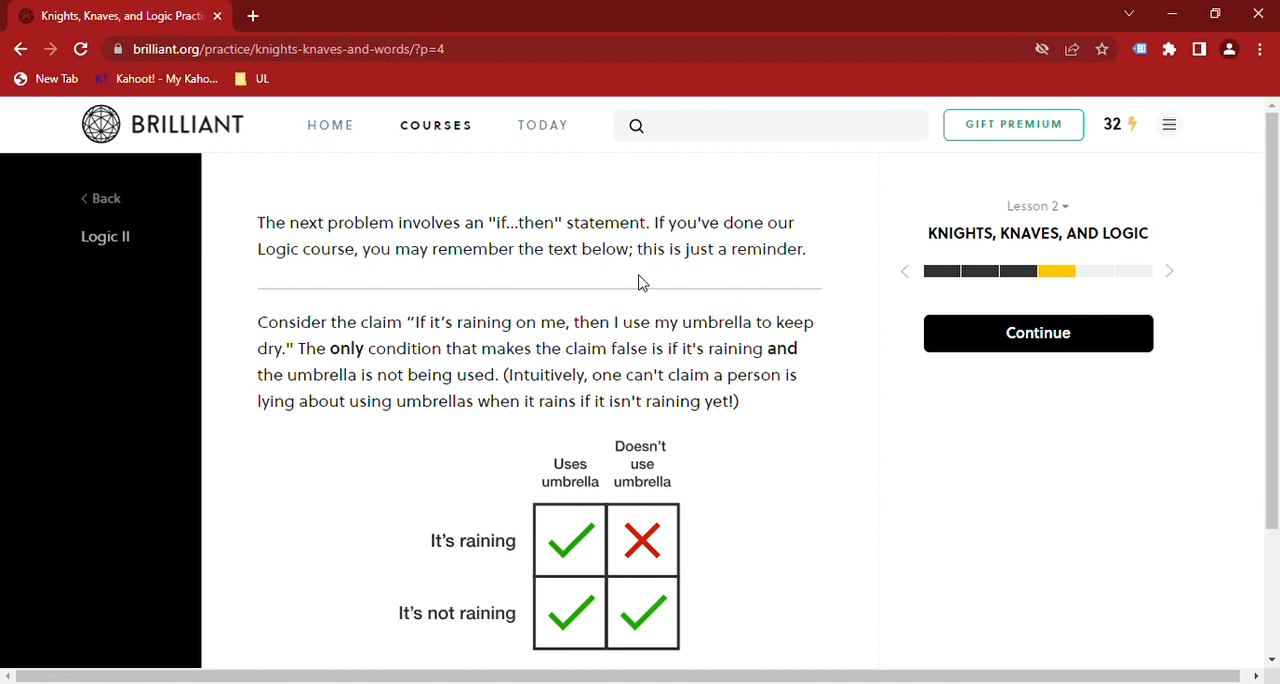 Knights, Knaves, and Logic Practi
brilliant.org/practice/knights-knaves-and-words/?p=4
New Tab
K! Kahoot! - My Kaho...
UL
BRILLIANT
HOME
COURSES
TODAY
GIFT PREMIUM
32
Back
Logic II
The next problem involves an "if...then" statement. If you've done our
Logic course, you may remember the text below; this is just a reminder.
Consider the claim “If it’s raining on me, then I use my umbrella to keep
dry." The only condition that makes the claim false is if it's raining and
the umbrella is not being used. (Intuitively, one can't claim a person is
lying about using umbrellas when it rains if it isn't raining yet!)
Uses
umbrella
Doesn't
use
umbrella
It’s raining
It’s not raining
Lesson 2
KNIGHTS, KNAVES, AND LOGIC
Continue